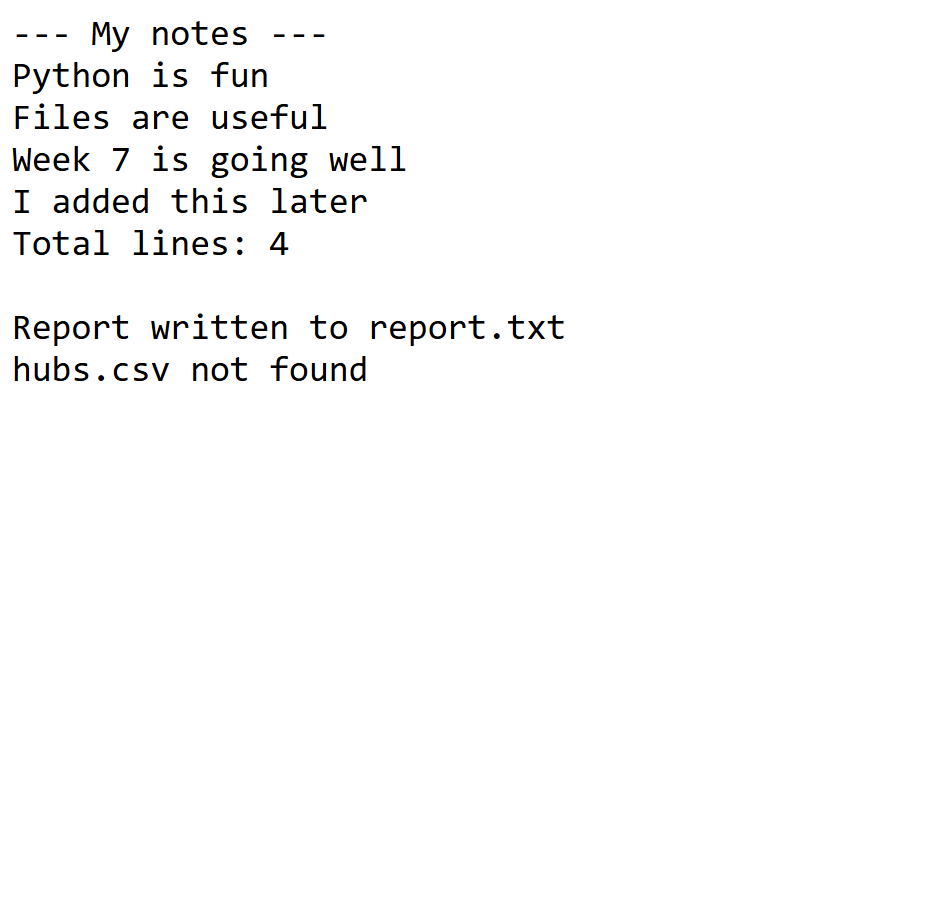 --- My notes ---
Python is fun
Files are useful
Week 7 is going well
I added this later
Total lines: 4

Report written to report.txt
hubs.csv not found